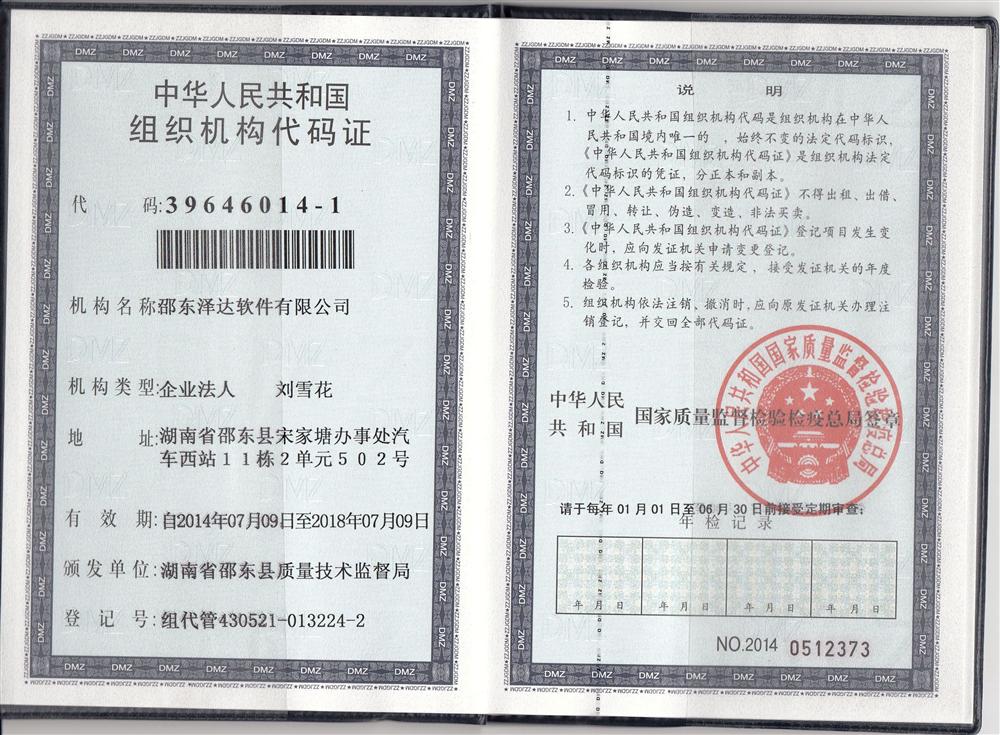 中华人民共和国
组织机构代码证
代 码:39646014-1
机构名称邵东泽达软件有限公司
机构类型:企业法人 刘雪花
地 址:湖南省邵东县宋家塘办事处汽
车西站11栋2单元502号
有 效 期:自2014年07月09日至2018年07月09日
颁发单位:湖南省邵东县质量技术监督局
登 记 号:组代管430521-013224-2
说 明
1. 中华人民共和国组织机构代码是组织机构在中华人
民共和国境内唯一的 ,始终不变的法定代码标识,
《中华人民共和国组织机构代码证》是组织机构法定
代码标识的凭证,分正本和副本。
2.《中华人民共和国组织机构代码证》不得出租、出借、
冒用、转让、伪造、变造、非法买卖。
3.《中华人民共和国组织机构代码证》登记项目发生变
化时,应向发证机关申请变更登记。
4. 各组织机构应当按有关规定,接受发证机关的年度
检验。
5. 组织机构依法注销、撤消时,应向原发证机关办理注
销登记,并交回全部代码证。
中华人民
共和国
国家质量监督检验检疫总局签章
中华人民共和国国家质量监督检验检疫总局
请于每年01月01日至06月30日前接受定期审查;
年检记录
年 月 日 年 月 日 年 月 日 年 月 日
NO.2014 0512373